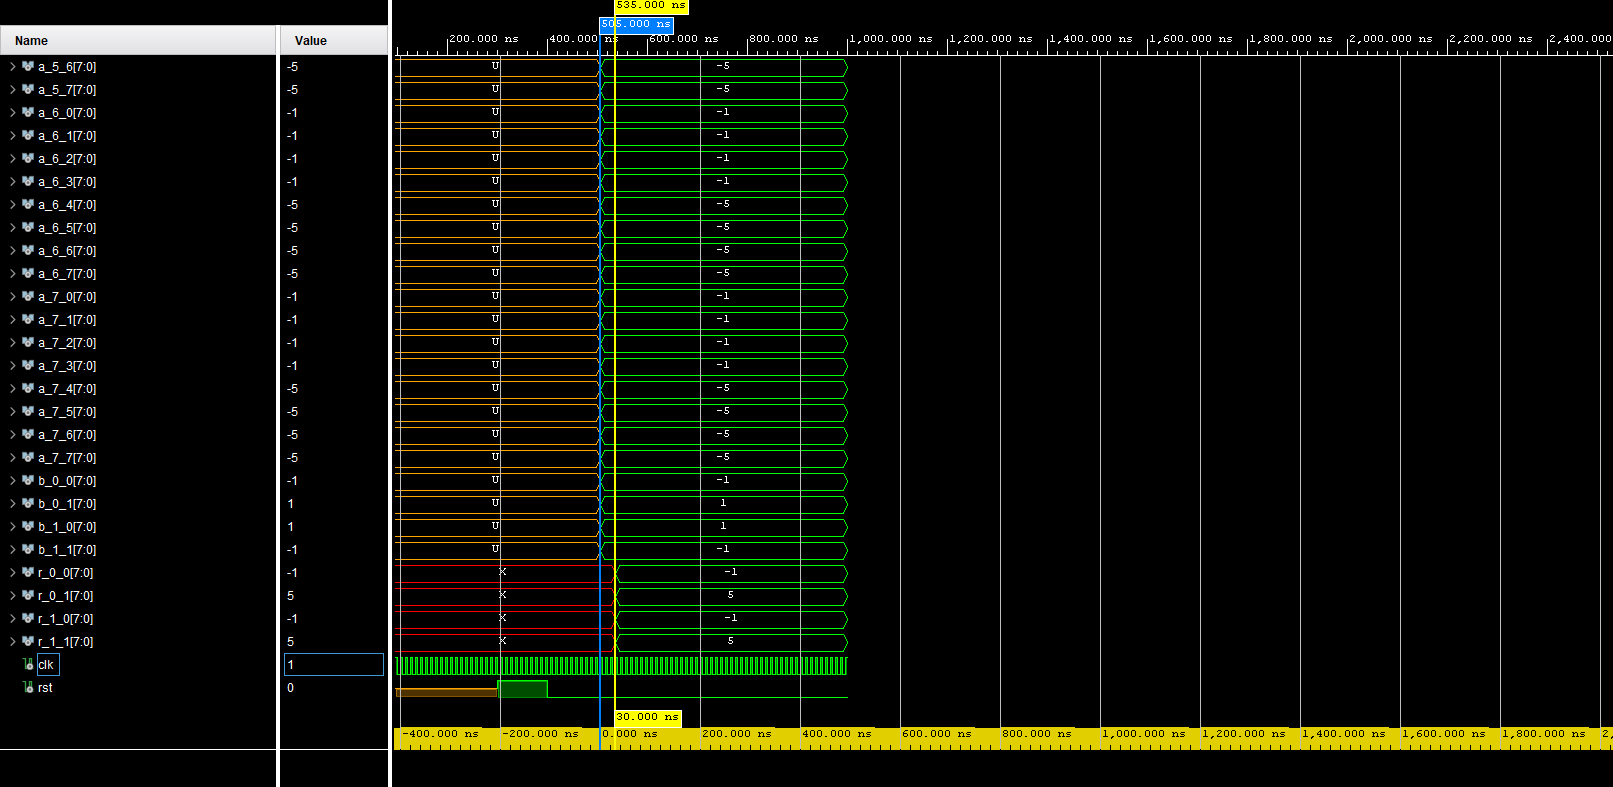 535.000 ns
505.000 ns
Name Value 200.000 ns 400.000 ns 600.000 ns 800.000 ns 1,000.000 ns 1,200.000 ns 1,400.000 ns 1,600.000 ns 1,800.000 ns 2,000.000 ns 2,200.000 ns 2,400.000
a_5_6[7:0] -5 U -5
a_5_7[7:0] -5 U -5
a_6_0[7:0] -1 U -1
a_6_1[7:0] -1 U -1
a_6_2[7:0] -1 U -1
a_6_3[7:0] -1 U -1
a_6_4[7:0] -5 U -5
a_6_5[7:0] -5 U -5
a_6_6[7:0] -5 U -5
a_6_7[7:0] -5 U -5
a_7_0[7:0] -1 U -1
a_7_1[7:0] -1 U -1
a_7_2[7:0] -1 U -1
a_7_3[7:0] -1 U -1
a_7_4[7:0] -5 U -5
a_7_5[7:0] -5 U -5
a_7_6[7:0] -5 U -5
a_7_7[7:0] -5 U -5
b_0_0[7:0] -1 U -1
b_0_1[7:0] 1 U 1
b_1_0[7:0] 1 U 1
b_1_1[7:0] -1 U -1
r_0_0[7:0] -1 X -1
r_0_1[7:0] 5 X 5
r_1_0[7:0] -1 X -1
r_1_1[7:0] 5 X 5
clk 1
rst 0
30.000 ns
-400.000 ns -200.000 ns 0.000 ns 200.000 ns 400.000 ns 600.000 ns 800.000 ns 1,000.000 ns 1,200.000 ns 1,400.000 ns 1,600.000 ns 1,800.000 ns 2,